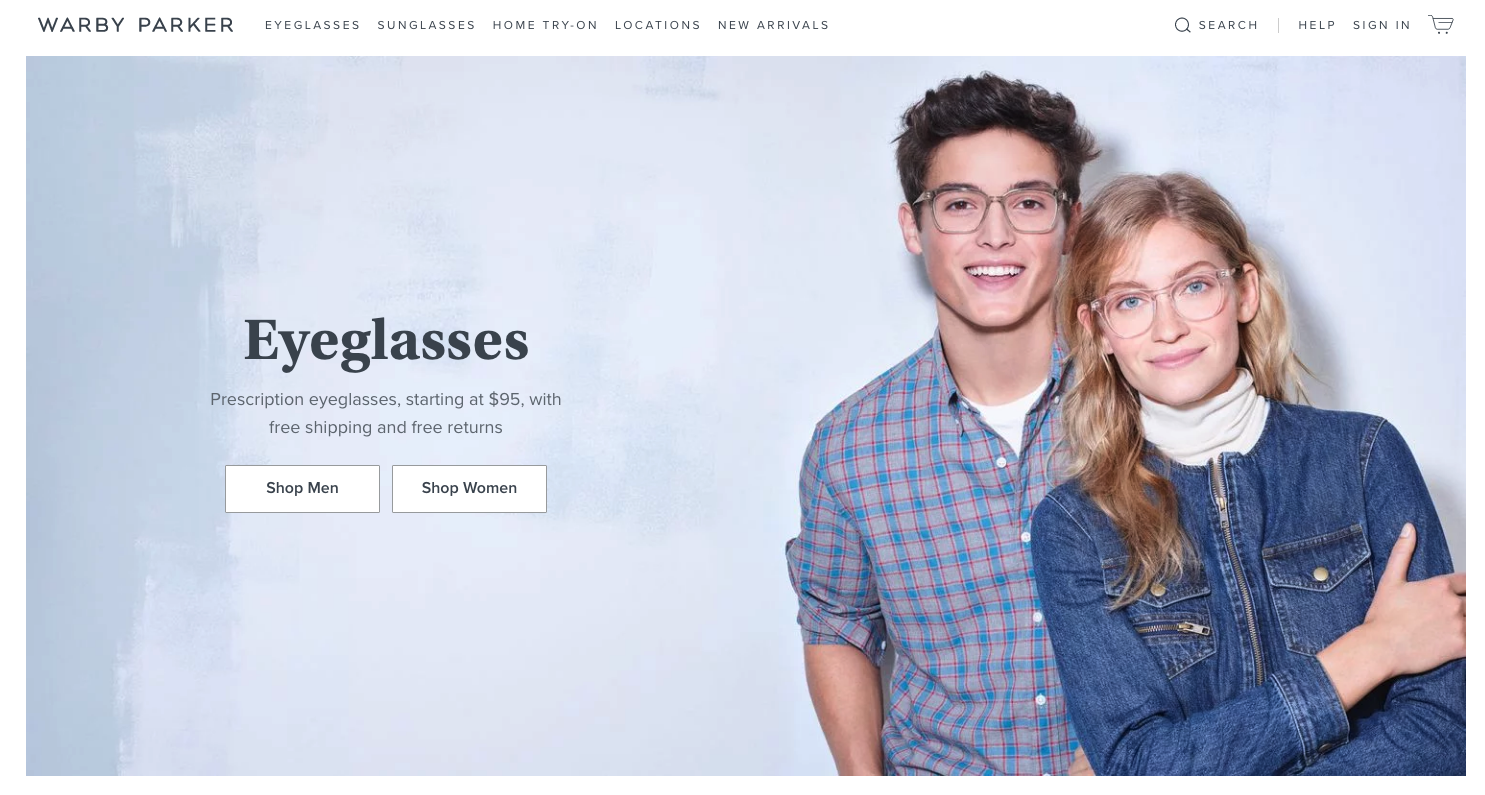 WARBY PARKER EYEGLASSES SUNGLASSES HOME TRY-ON LOCATIONS NEW ARRIVALS SEARCH HELP SIGN IN
Eyeglasses
Prescription eyeglasses, starting at $95, with
free shipping and free returns
Shop Men Shop Women